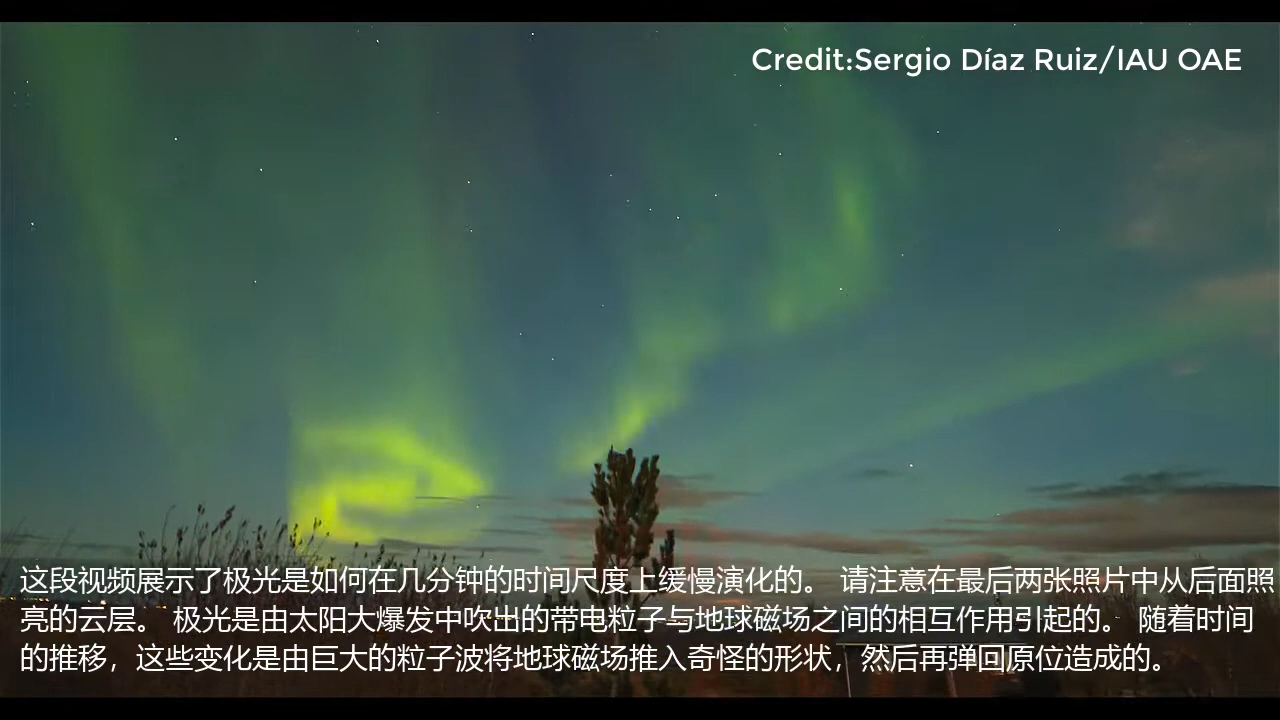 Credit:Sergio Díaz Ruiz/IAU OAE
这段视频展示了极光是如何在几分钟的时间尺度上缓慢演化的。 请注意在最后两张照片中从后面照
亮的云层。 极光是由太阳大爆发中吹出的带电粒子与地球磁场之间的相互作用引起的。 随着时间
的推移，这些变化是由巨大的粒子波将地球磁场推入奇怪的形状，然后再弹回原位造成的。